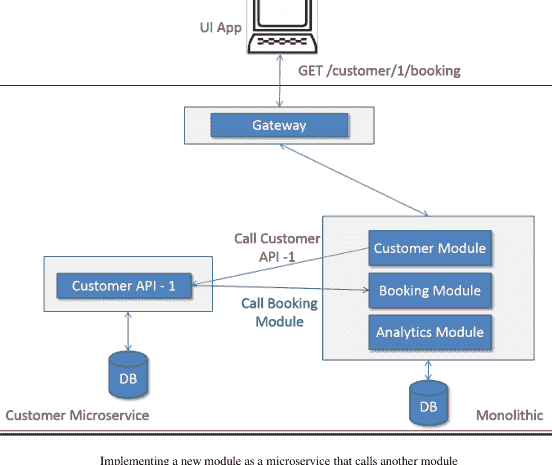 UI App
GET /customer/1/booking
Gateway
Call Customer
API -1
Customer Module
Customer API - 1
Booking Module
Call Booking
Module
Analytics Module
DB
DB
Customer Microservice
Monolithic
Implementing a new module as a microservice that calls another module